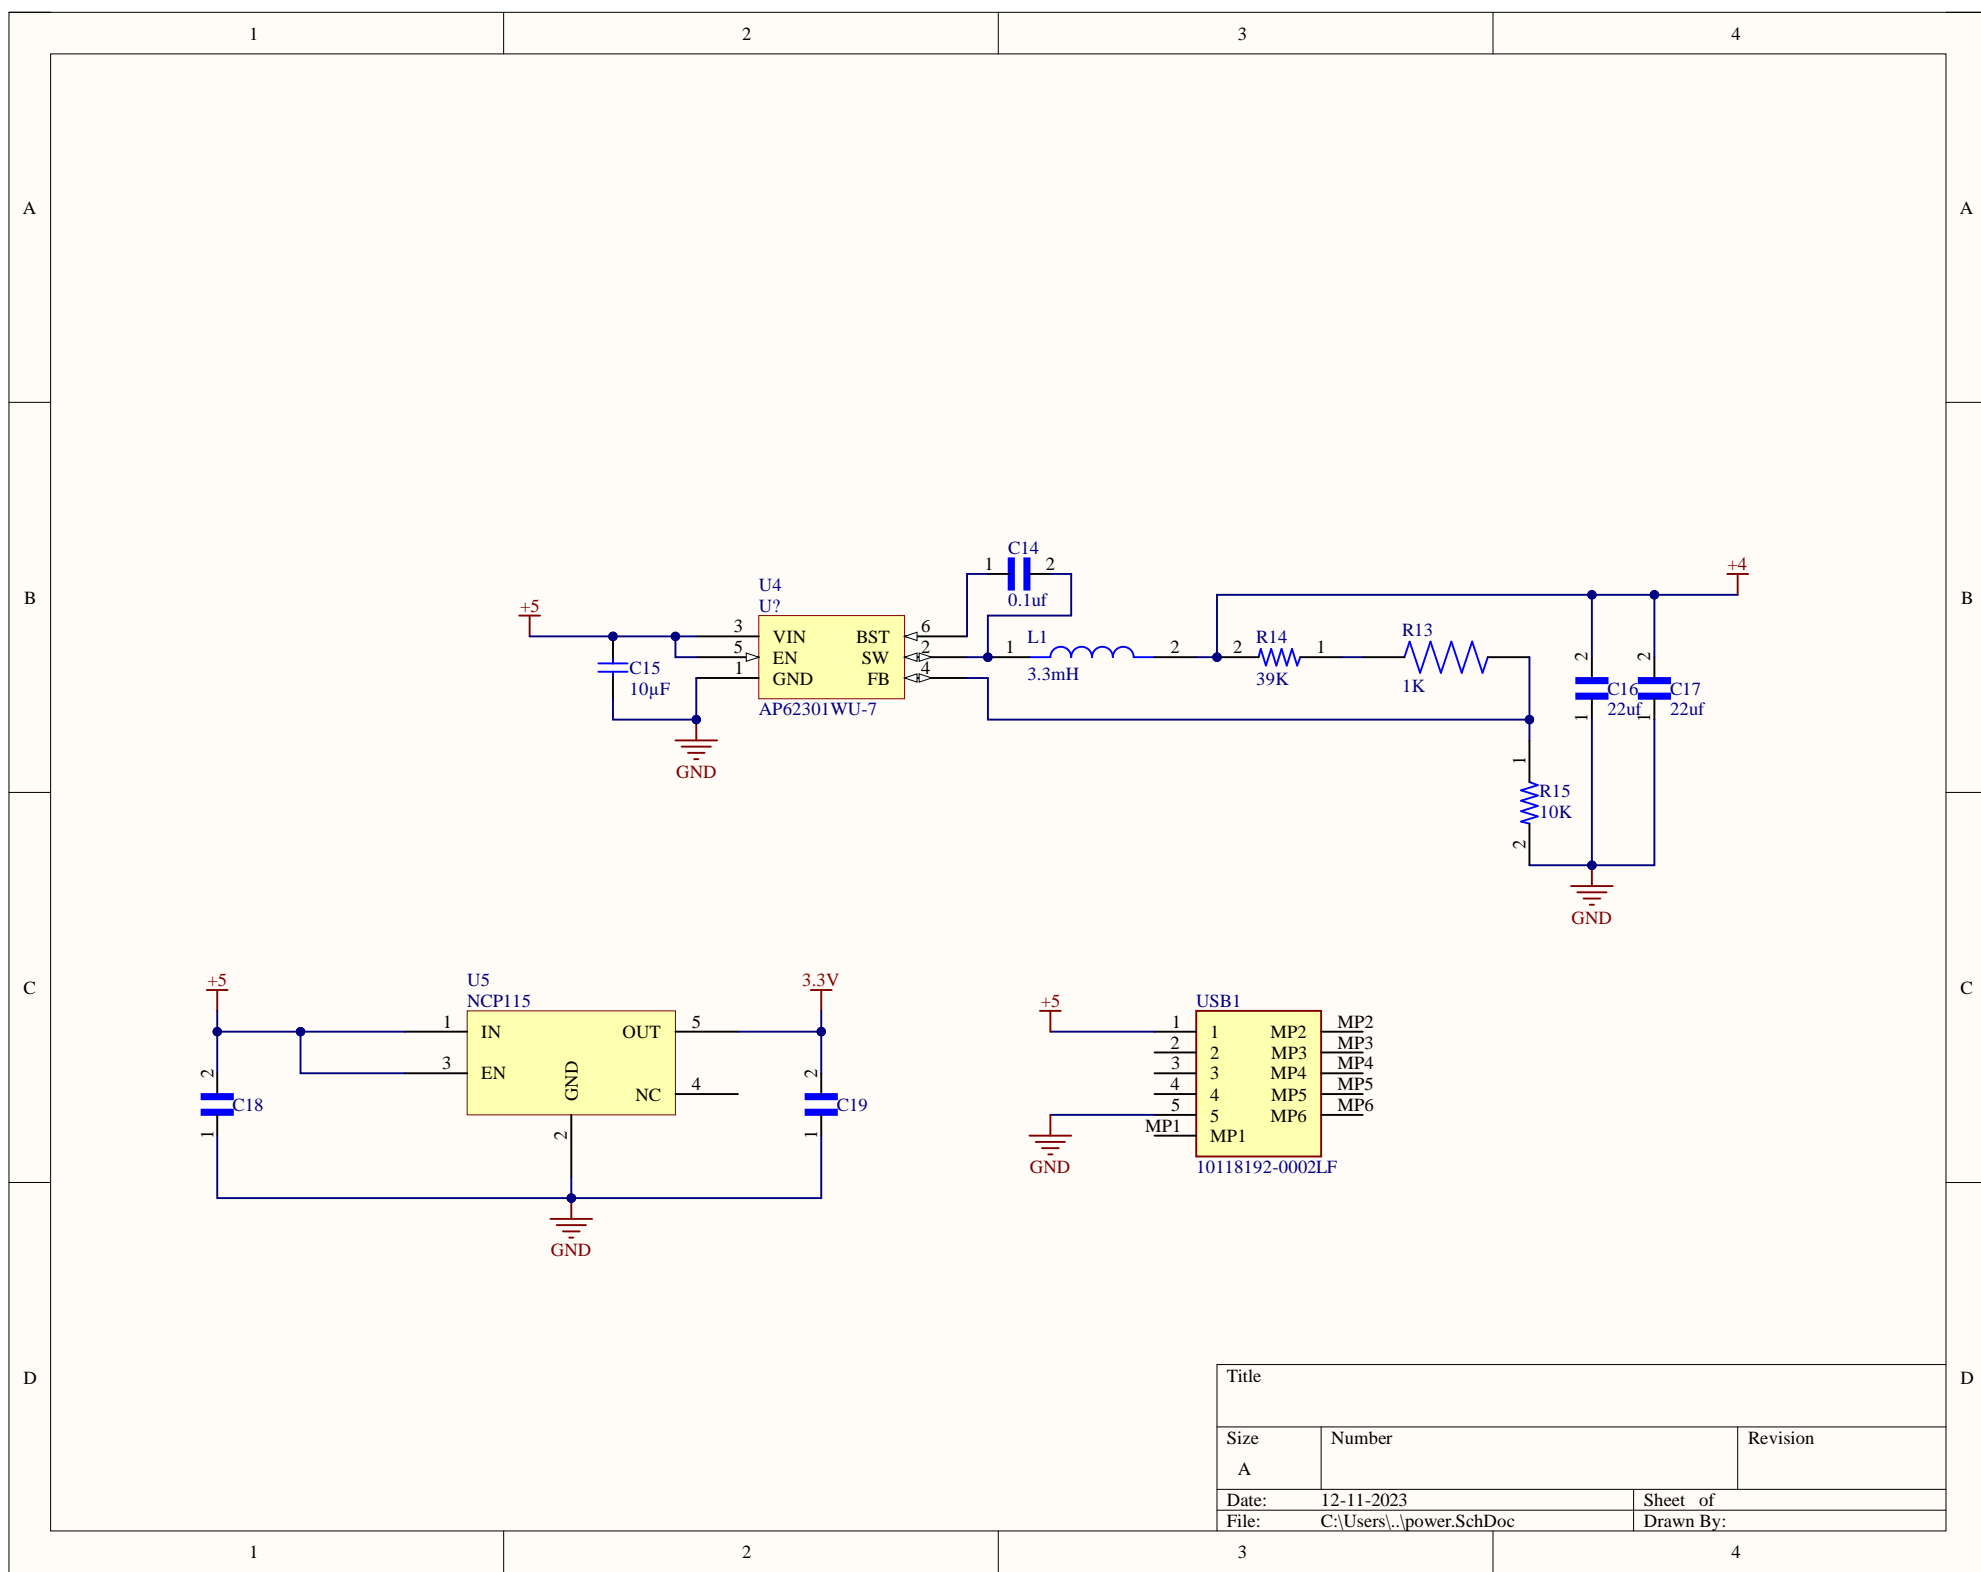 1 2 3 4
A A
B B
C C
D D
+5
U4
U?
3 VIN
5 EN
1 GND
BST 6
SW 2
FB 4
AP62301WU-7
C15
10µF
GND
1 C14 2
0.1uf
L1
1 2
3.3mH
R14
2 1
39K
R13
1K
+4
2 C16
22uf
1
2 C17
22uf
1
1
R15
10K
2
GND
+5
U5
NCP115
1 IN
3 EN
OUT 5
NC 4
GND
2
3.3V
2
C18
1
2
C19
1
GND
+5
USB1
1 1 MP2 MP2
2 2 MP3 MP3
3 3 MP4 MP4
4 4 MP5 MP5
5 5 MP6 MP6
MP1 MP1
10118192-0002LF
GND
Title
Size Number Revision
A
Date: 12-11-2023 Sheet of
File: C:\Users\..\power.SchDoc Drawn By:
1 2 3 4